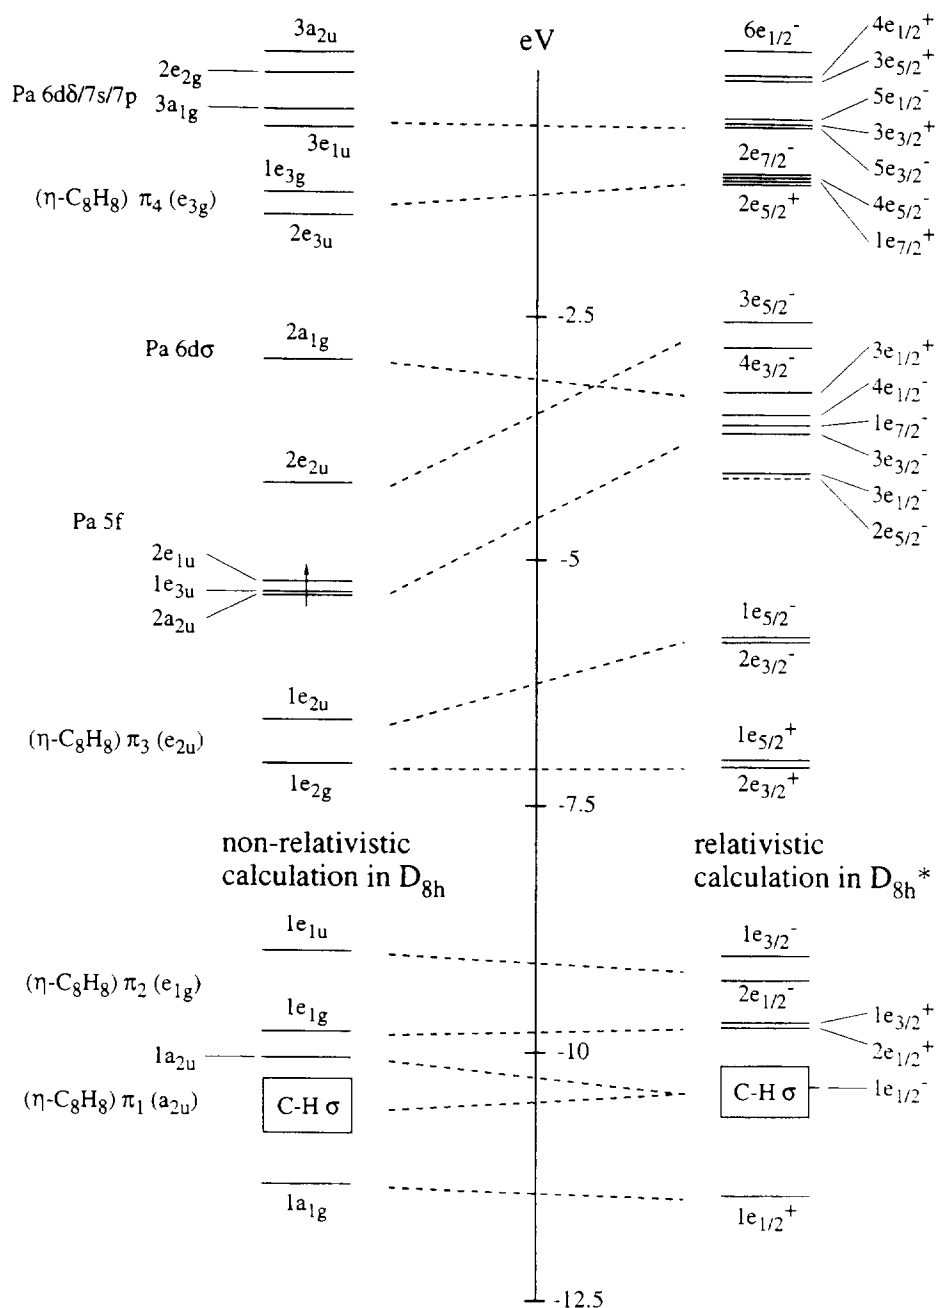 3a₂ᵤ
eV
6e₁/₂⁻
4e₁/₂⁺
2e₂g
3e₅/₂⁺
Pa 6dδ/7s/7p
3a₁g
5e₁/₂⁻
3e₁ᵤ
3e₃/₂⁺
2e₇/₂⁻
5e₃/₂⁻
1e₃g
(η-C₈H₈) π₄ (e₃g)
2e₅/₂⁺
4e₅/₂⁻
2e₃ᵤ
1e₇/₂⁺
3e₅/₂⁻
-2.5
2a₁g
Pa 6dσ
4e₃/₂⁻
3e₁/₂⁺
4e₁/₂⁻
1e₇/₂⁻
2e₂ᵤ
3e₃/₂⁻
3e₁/₂⁻
Pa 5f
2e₅/₂⁻
2e₁ᵤ
-5
1e₃ᵤ
2a₂ᵤ
1e₅/₂⁻
2e₃/₂⁻
1e₂ᵤ
(η-C₈H₈) π₃ (e₂ᵤ)
1e₅/₂⁺
1e₂g
2e₃/₂⁺
-7.5
non-relativistic
calculation in D₈h
relativistic
calculation in D₈h*
1e₁ᵤ
1e₃/₂⁻
(η-C₈H₈) π₂ (e₁g)
2e₁/₂⁻
1e₁g
1e₃/₂⁺
1a₂ᵤ
-10
2e₁/₂⁺
(η-C₈H₈) π₁ (a₂ᵤ)
C-H σ
C-H σ
1e₁/₂⁻
1a₁g
1e₁/₂⁺
-12.5